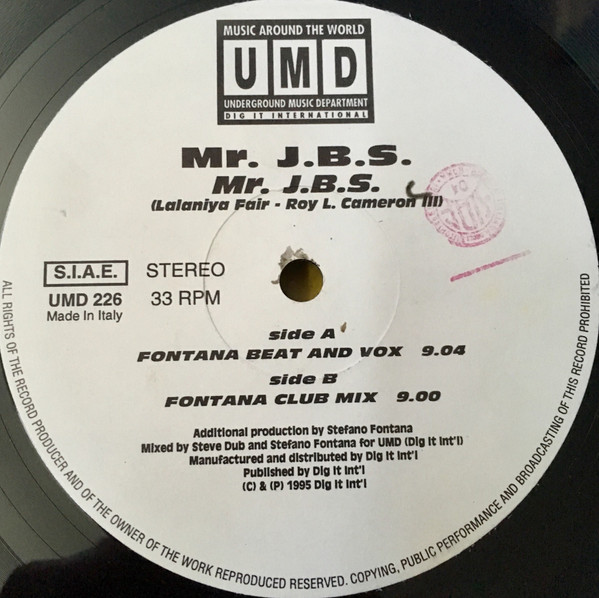 MUSIC AROUND THE WORLD
UMD
UNDERGROUND MUSIC DEPARTMENT
DIG IT INTERNATIONAL
Mr. J.B.S.
Mr. J.B.S.
(Lalaniya Fair - Roy L. Cameron III)
S.I.A.E. STEREO
UMD 226 33 RPM
Made in Italy
side A
FONTANA BEAT AND VOX 9.04
side B
FONTANA CLUB MIX 9.00
Additional production by Stefano Fontana
Mixed by Steve Dub and Stefano Fontana for UMD (Dig It Int'l)
Manufactured and distributed by Dig It Int'l
Published by Dig It Int'l
(C) & (P) 1995 Dig It Int'l
ALL RIGHTS OF THE RECORD PRODUCER AND OF THE OWNER OF THE WORK REPRODUCED RESERVED. COPYING, PUBLIC PERFORMANCE AND BROADCASTING OF THIS RECORD PROHIBITED